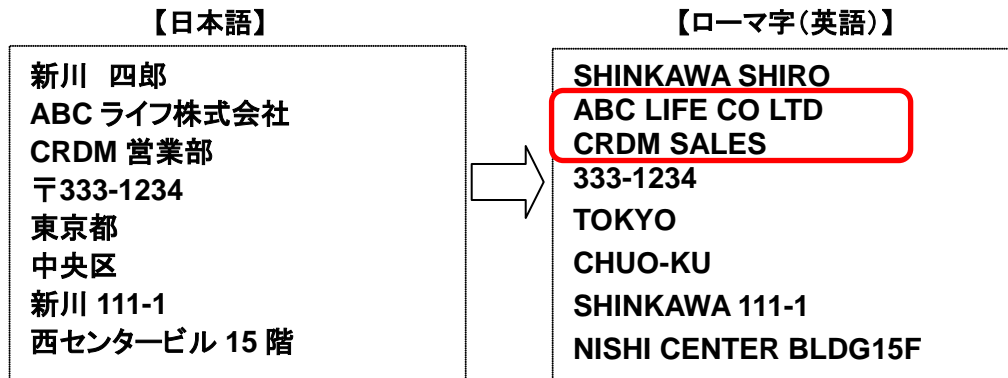 【日本語】
新川　四郎
ABC ライフ株式会社
CRDM 営業部
〒333-1234
東京都
中央区
新川 111-1
西センタービル 15 階
【ローマ字(英語)】
SHINKAWA SHIRO
ABC LIFE CO LTD
CRDM SALES
333-1234
TOKYO
CHUO-KU
SHINKAWA 111-1
NISHI CENTER BLDG15F